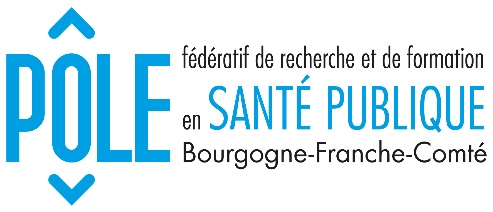 PÔLE
fédératif de recherche et de formation
en SANTÉ PUBLIQUE
Bourgogne-Franche-Comté